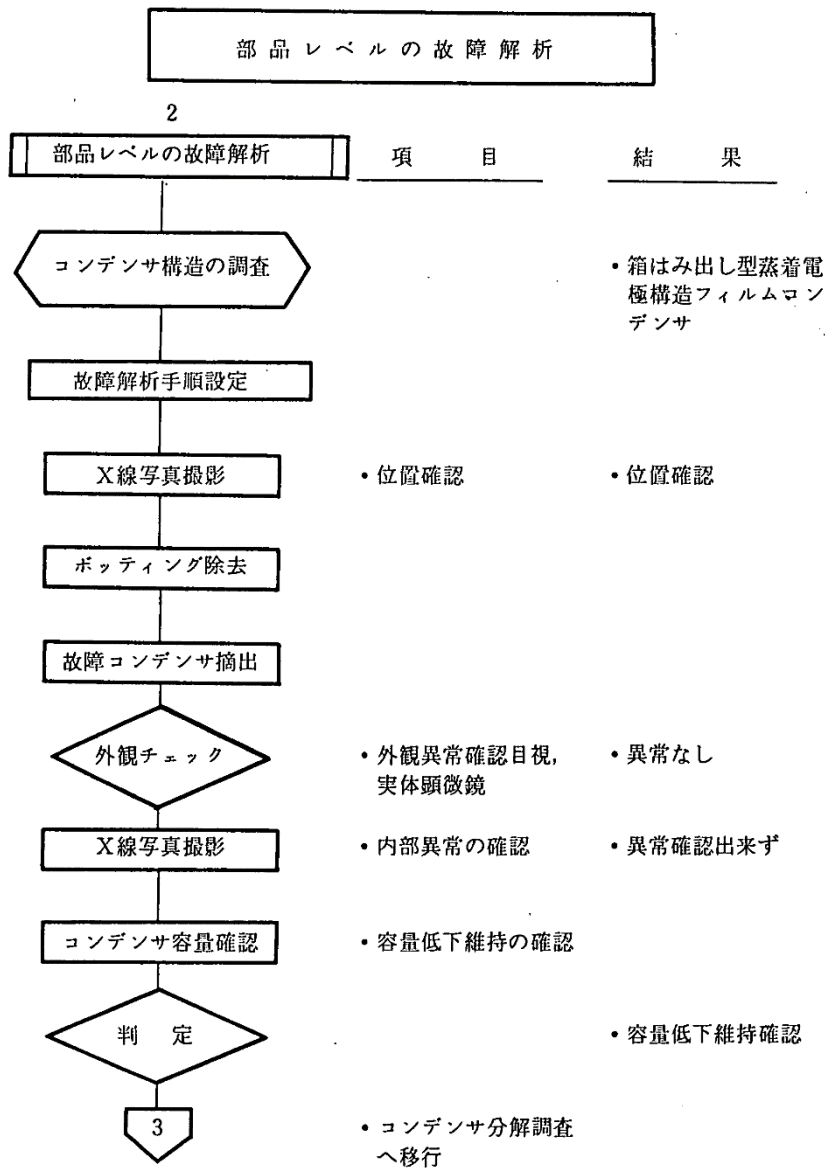 部品レベルの故障解析
2
部品レベルの故障解析
項 目
結 果
コンデンサ構造の調査
・箱はみ出し型蒸着電
極構造フィルムコン
デンサ
故障解析手順設定
X線写真撮影
・位置確認
・位置確認
ポッティング除去
故障コンデンサ摘出
外観チェック
・外観異常確認目視,
実体顕微鏡
・異常なし
X線写真撮影
・内部異常の確認
・異常確認出来ず
コンデンサ容量確認
・容量低下維持の確認
判 定
・容量低下維持確認
3
・コンデンサ分解調査
へ移行